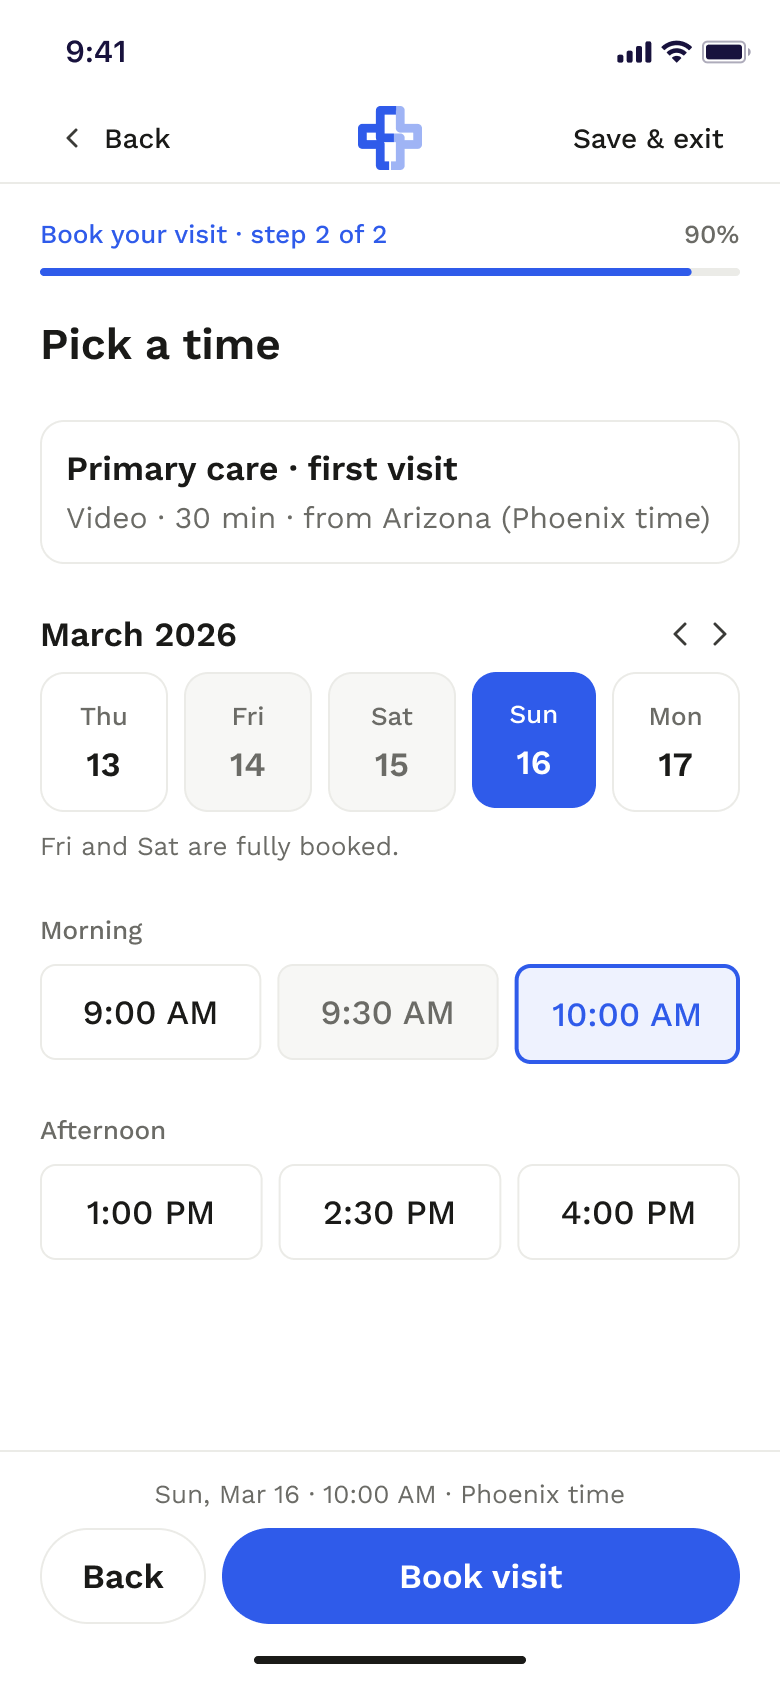 9:41
Back
Save & exit
Book your visit · step 2 of 2
90%
Pick a time
Primary care · first visit
Video · 30 min · from Arizona (Phoenix time)
March 2026
Thu
13
Fri
14
Sat
15
Sun
16
Mon
17
Fri and Sat are fully booked.
Morning
9:00 AM
9:30 AM
10:00 AM
Afternoon
1:00 PM
2:30 PM
4:00 PM
Sun, Mar 16 · 10:00 AM · Phoenix time
Back
Book visit